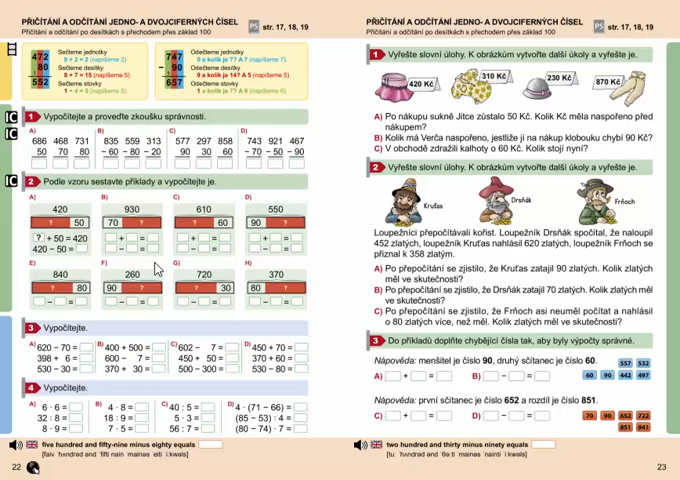 PŘIČÍTÁNÍ A ODČÍTÁNÍ JEDNO- A DVOJCIFERNÝCH ČÍSEL
(Příčítání a odčítání po desítkách s přechodem přes základ 100)
PS str. 17, 18, 19
472
80
552
Sečteme jednotky
0 + 2 = 2 (napíšeme 2)
Sečteme desítky
8 + 7 = 15 (napíšeme 5)
Sečteme stovky
1 + 4 = 5 (napíšeme 5)
747
- 90
657
Odečteme jednotky
0 a kolik je 7? A 7 (napíšeme 7)
Odečteme desítky
9 a kolik je 14? A 5 (napíšeme 5)
Odečteme stovky
1 a kolik je 7? A 6 (napíšeme 6)
1 Vypočítejte a proveďte zkoušku správnosti.
A) B) C) D)
686 468 731 835 559 313 577 297 858 743 921 467
50 70 80 – 60 – 80 – 20 90 30 60 – 70 – 50 – 90
2 Podle vzoru sestavte příklady a vypočítejte je.
A) B) C) D)
420 930 610 550
? 50 70 ? ? 60 90 ?
? + 50 = 420 + = + = + =
420 – 50 = – = – = – =
E) F) G) H)
840 260 720 370
? 80 90 ? ? 30 80 ?
– = – = – = – =
3 Vypočítejte.
A) 620 – 70 = B) 400 + 500 = C) 602 – 7 = D) 450 + 70 =
398 + 6 = 600 – 7 = 450 + 50 = 370 + 60 =
530 – 30 = 370 + 30 = 500 – 300 = 530 – 80 =
4 Vypočítejte.
A) 6 · 6 = B) 4 · 8 = C) 40 : 5 = D) 4 · (71 – 66) =
32 : 8 = 18 : 9 = 5 · 3 = (85 – 53) : 4 =
8 · 9 = 7 · 5 = 56 : 7 = (80 – 74) · 7 =
five hundred and fifty-nine minus eighty equals
22
PŘIČÍTÁNÍ A ODČÍTÁNÍ JEDNO- A DVOJCIFERNÝCH ČÍSEL
(Příčítání a odčítání po desítkách s přechodem přes základ 100)
PS str. 17, 18, 19
1 Vyřešte slovní úlohy. K obrázkům vytvořte další úkoly a vyřešte je.
420 Kč 310 Kč 230 Kč 870 Kč
A) Po nákupu sukně Jitce zůstalo 50 Kč. Kolik Kč měla naspořeno před
nákupem?
B) Kolik má Verča naspořeno, jestliže jí na nákup klobouku chybí 90 Kč?
C) V obchodě zdražili kalhoty o 60 Kč. Kolik stojí nyní?
2 Vyřešte slovní úlohy. K obrázkům vytvořte další úkoly a vyřešte je.
Kruťas Drsňák Frňoch
Loupežníci přepočítávali kořist. Loupežník Drsňák spočítal, že naloupil
452 zlatých, loupežník Kruťas nahlásil 620 zlatých, loupežník Frňoch se
přiznal k 358 zlatým.
A) Po přepočítání se zjistilo, že Kruťas zatajil 90 zlatých. Kolik zlatých
měl ve skutečnosti?
B) Po přepočítání se zjistilo, že Drsňák zatajil 70 zlatých. Kolik zlatých měl
ve skutečnosti?
C) Po přepočítání se zjistilo, že Frňoch asi neuměl počítat a nahlásil
o 80 zlatých více, než měl. Kolik zlatých měl ve skutečnosti?
3 Do příkladů doplňte chybějící čísla tak, aby byly výpočty správné.
Nápověda: menšitel je číslo 90, druhý sčítanec je číslo 60.
557 532
A) + = B) – =
60 90 442 497
Nápověda: první sčítanec je číslo 652 a rozdíl je číslo 851.
C) + = D) – =
70 90 652 722
851 941
two hundred and thirty minus ninety equals
23